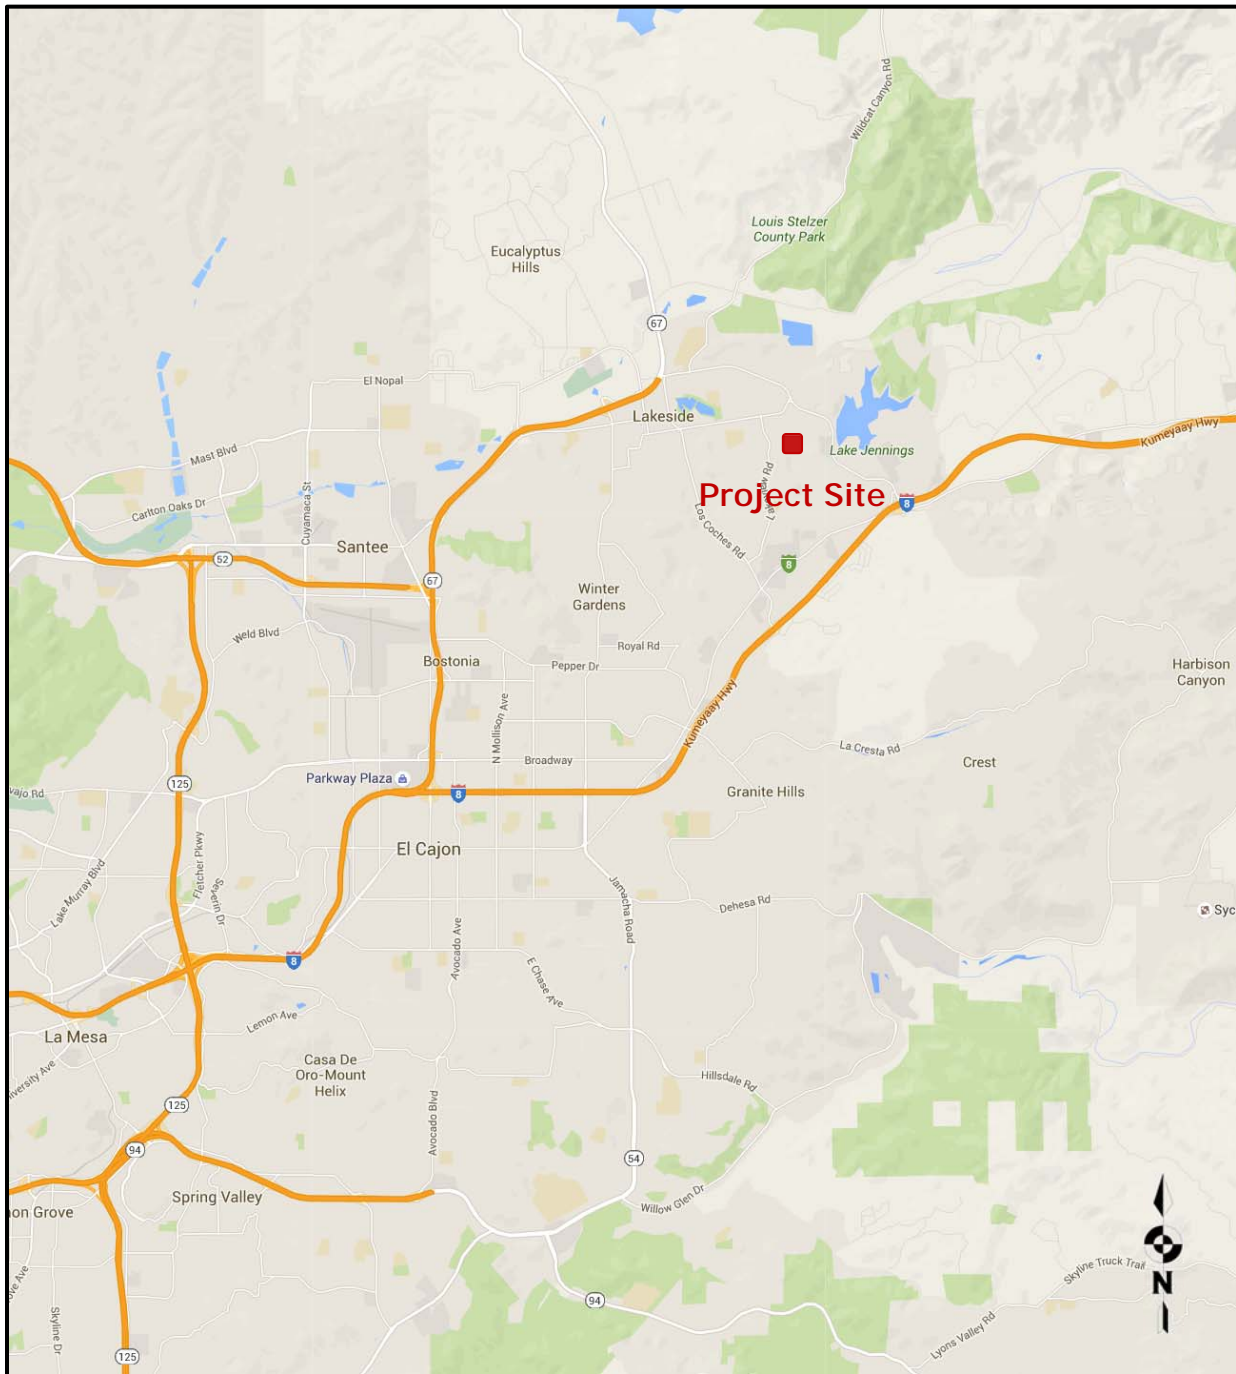 Wildcat Canyon Rd
Louis Stelzer
County Park
Eucalyptus
Hills
67
El Nopal
Lakeside
Kumeyaay Hwy
Lake Jennings
Mast Blvd
Project Site
8
Carlton Oaks Dr
Cuyamaca St
Los Coches Rd
Santee
52
8
67
Winter
Gardens
Weld Blvd
Royal Rd
Bostonia
Pepper Dr
Harbison
Canyon
Kumeyaay Hwy
N Mollison Ave
La Cresta Rd
Broadway
Crest
Parkway Plaza
125
8
Granite Hills
El Cajon
Fletcher Pkwy
Lake Murray Blvd
Severin Dr
Jamacha Road
Dehesa Rd
Syc
Avocado Ave
8
E Chase Ave
Lemon Ave
La Mesa
Casa De
Oro-Mount
Helix
Hillsdale Rd
125
Avocado Blvd
94
54
Spring Valley
Willow Glen Dr
on Grove
Skyline Truck Trail
N
94
Skyline Dr
Lyons Valley Rd
125